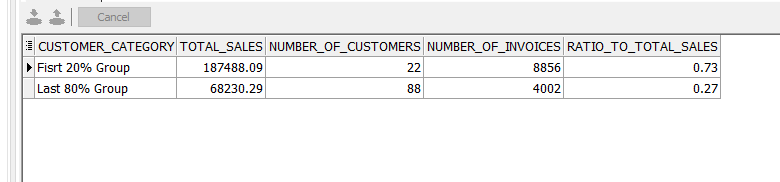 Cancel
CUSTOMER_CATEGORY TOTAL_SALES NUMBER_OF_CUSTOMERS NUMBER_OF_INVOICES RATIO_TO_TOTAL_SALES
Fisrt 20% Group 187488.09 22 8856 0.73
Last 80% Group 68230.29 88 4002 0.27